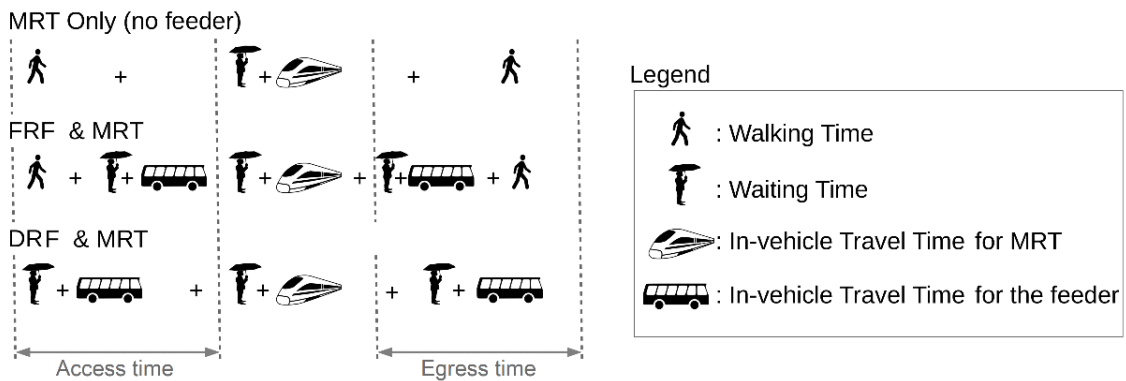 MRT Only (no feeder)
+ + +
FRF & MRT
+ + + + + +
DRF & MRT
+ + + + +
Access time
Egress time
Legend
: Walking Time
: Waiting Time
: In-vehicle Travel Time for MRT
: In-vehicle Travel Time for the feeder